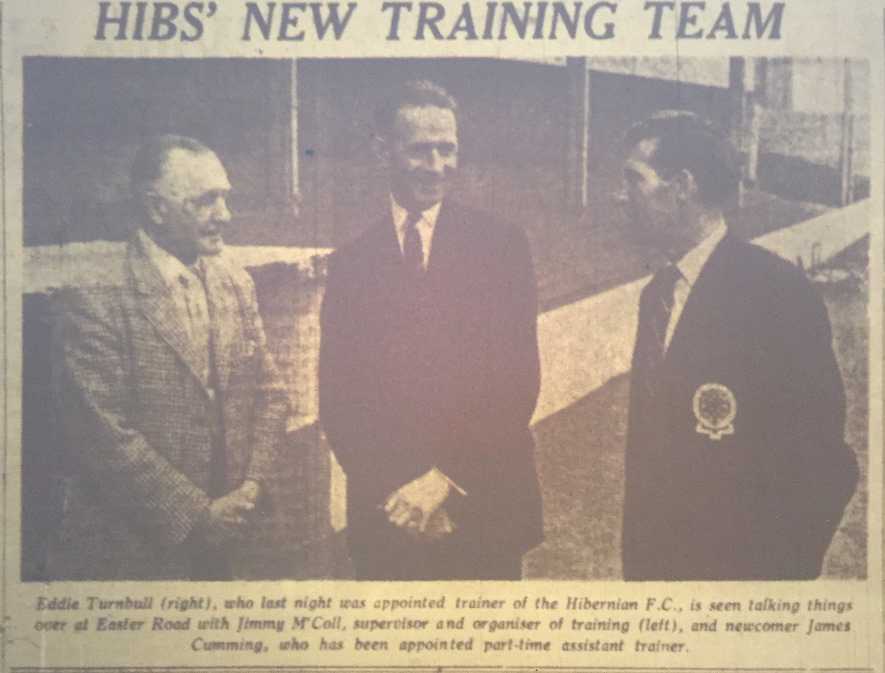 HIBS' NEW TRAINING TEAM
Eddie Turnbull (right), who last night was appointed trainer of the Hibernian F.C., is seen talking things
over at Easter Road with Jimmy M'Coll, supervisor and organiser of training (left), and newcomer James
Cumming, who has been appointed part-time assistant trainer.